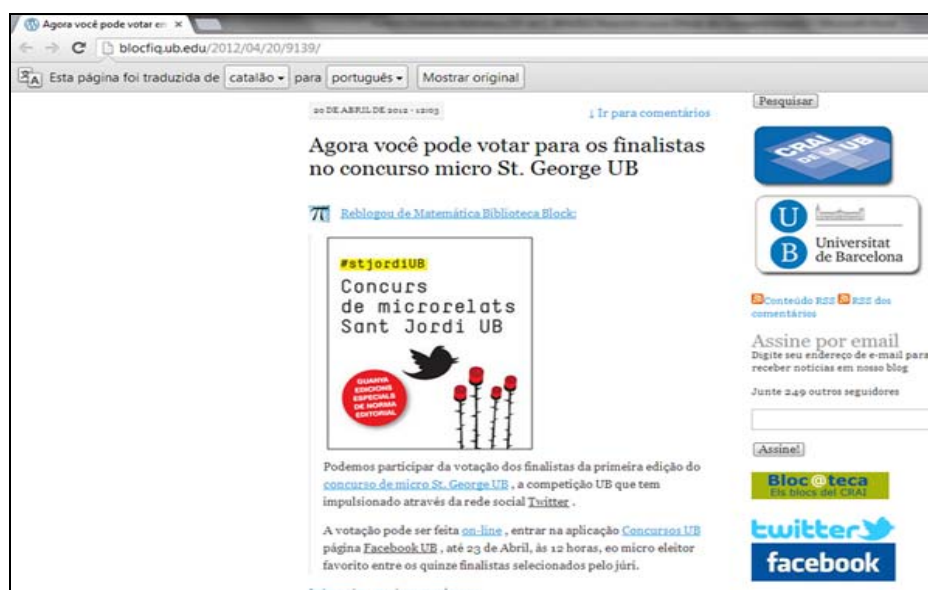 Agora você pode votar en
blocfiq.ub.edu/2012/04/20/9139/
Esta página foi traduzida de catalão para português Mostrar original
20 DE ABRIL DE 2012 · 12:03
↓ Ir para comentários
Agora você pode votar para os finalistas
no concurso micro St. George UB
Reblogou de Matemática Biblioteca Block:
#stjordiUB
Concurs
de microrelats
Sant Jordi UB
GUANYA
EDICIONS
ESPECIALS
DE NORMA
EDITORIAL
Podemos participar da votação dos finalistas da primeira edição do
concurso de micro St. George UB , a competição UB que tem
impulsionado através da rede social Twitter .
A votação pode ser feita on-line , entrar na aplicação Concursos UB
página Facebook UB , até 23 de Abril, às 12 horas, eo micro eleitor
favorito entre os quinze finalistas selecionados pelo júri.
Pesquisar
CRAI
DE LA UB
U
B
Universitat
de Barcelona
Conteúdo RSS RSS dos
comentários
Assine por email
Digite seu endereço de e-mail para
receber notícias em nosso blog
Junte 249 outros seguidores
Assine!
Bloc@teca
Els blocs del CRAI
twitter
facebook